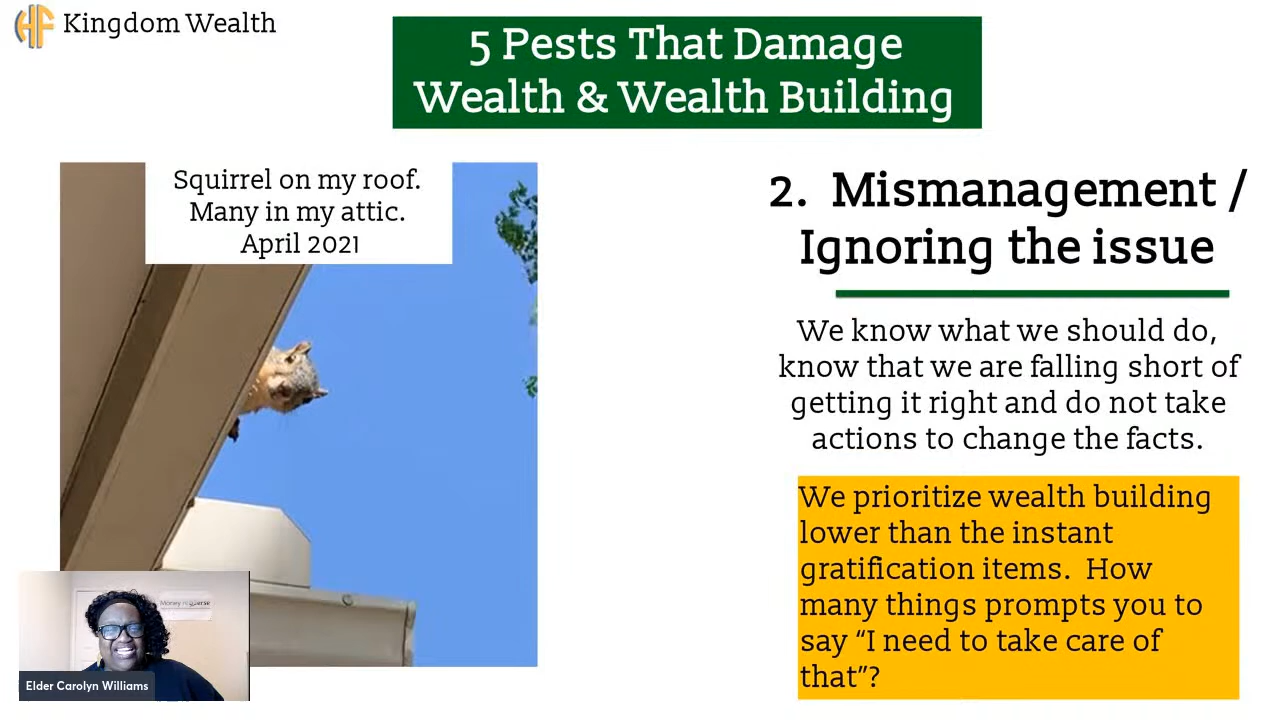 HF Kingdom Wealth
5 Pests That Damage
Wealth & Wealth Building
Squirrel on my roof.
Many in my attic.
April 2021
2. Mismanagement /
Ignoring the issue
We know what we should do,
know that we are falling short of
getting it right and do not take
actions to change the facts.
We prioritize wealth building
lower than the instant
gratification items. How
many things prompts you to
say “I need to take care of
that”?
Money
Elder Carolyn Williams